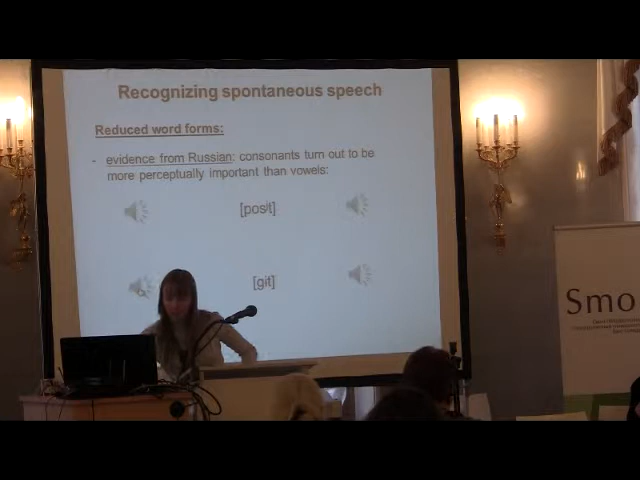 Recognizing spontaneous speech
Reduced word forms:
- evidence from Russian: consonants turn out to be
more perceptually important than vowels:
[posʲtʲ]
[git]
Smo